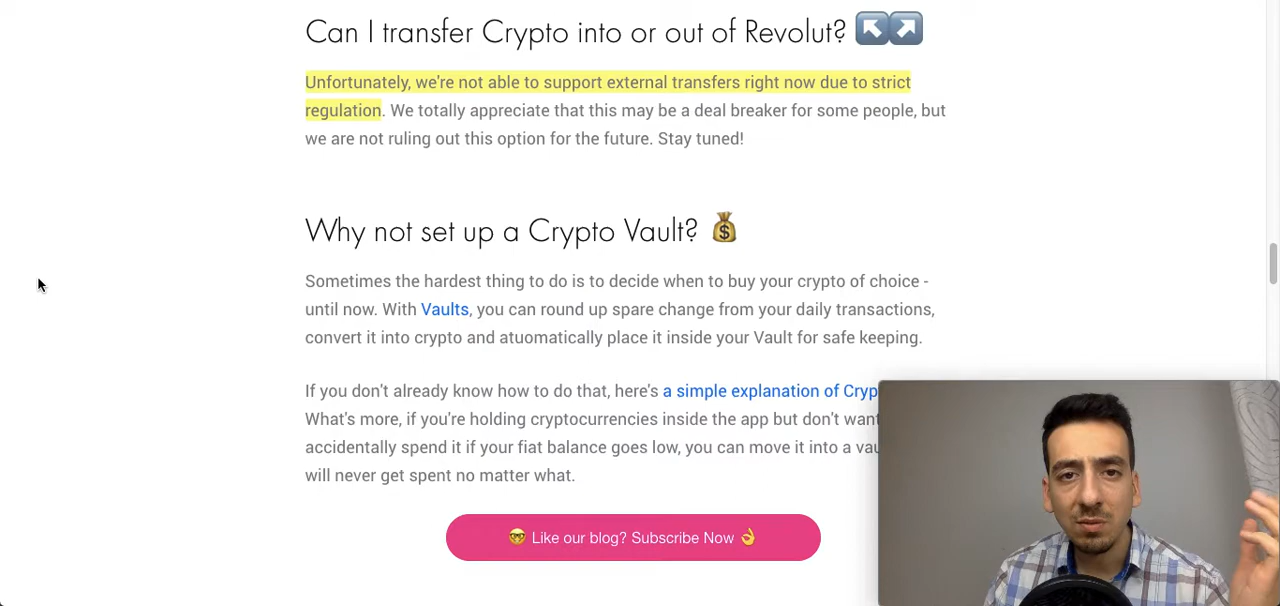 Can I transfer Crypto into or out of Revolut? ↖️↗️
Unfortunately, we're not able to support external transfers right now due to strict
regulation. We totally appreciate that this may be a deal breaker for some people, but
we are not ruling out this option for the future. Stay tuned!
Why not set up a Crypto Vault? 💰
Sometimes the hardest thing to do is to decide when to buy your crypto of choice -
until now. With Vaults, you can round up spare change from your daily transactions,
convert it into crypto and atuomatically place it inside your Vault for safe keeping.
If you don't already know how to do that, here's a simple explanation of Cryp
What's more, if you're holding cryptocurrencies inside the app but don't want
accidentally spend it if your fiat balance goes low, you can move it into a vau
will never get spent no matter what.
🤓 Like our blog? Subscribe Now 👌